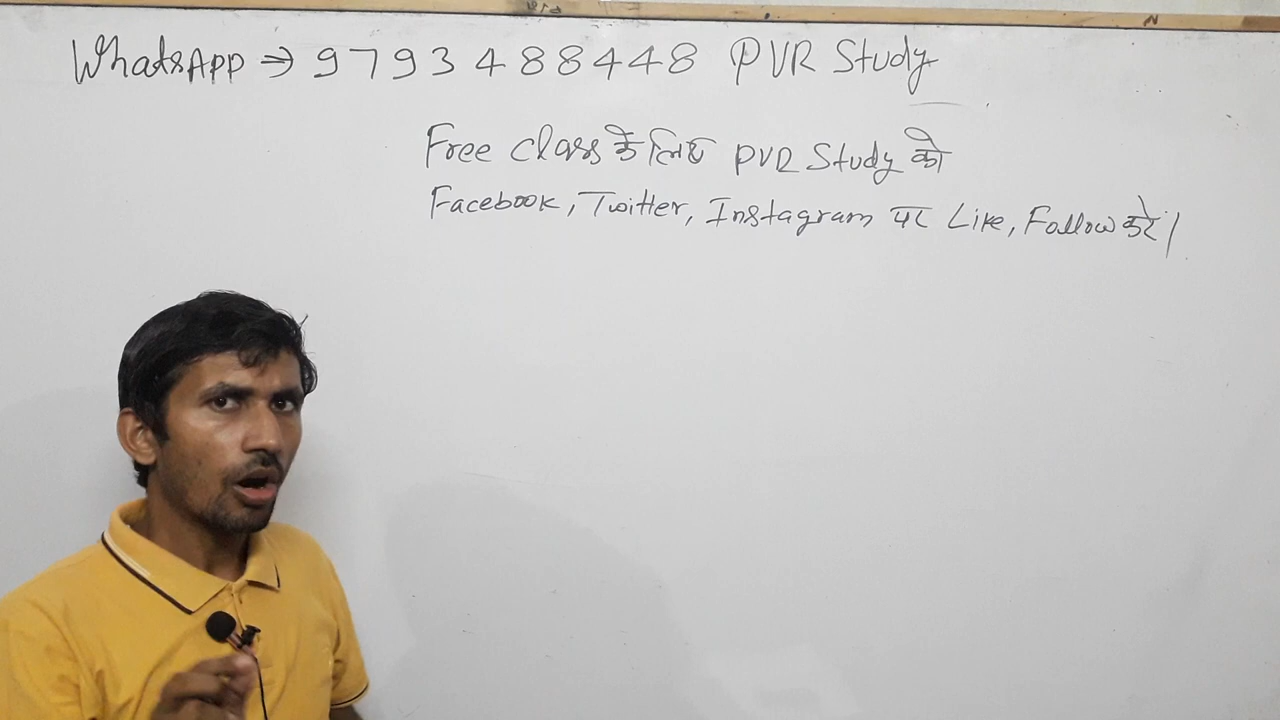 WhatsApp ⇒ 9793488448 PVR Study
Free class के लिए PVR Study को
Facebook, Twitter, Instagram पर Like, Follow करे।